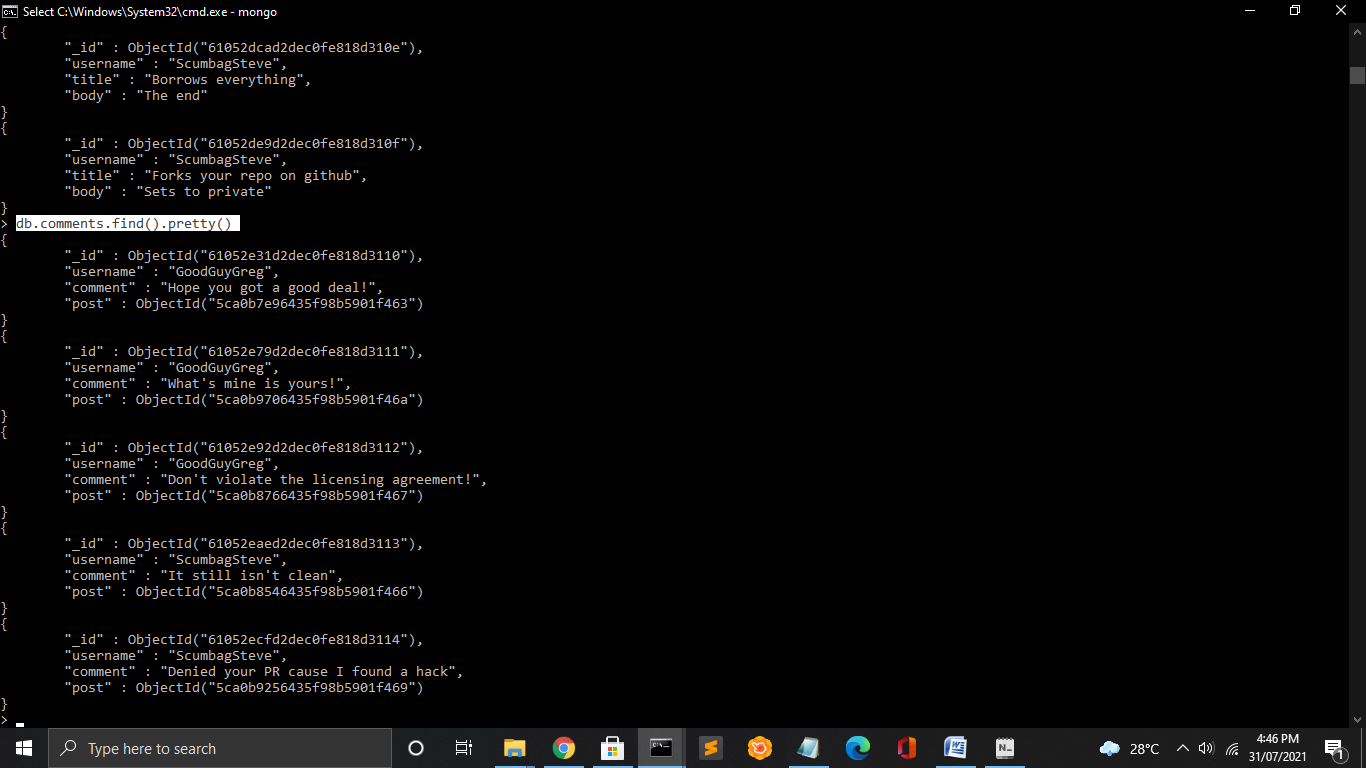 Select C:\Windows\System32\cmd.exe - mongo
{
"_id" : ObjectId("61052dcad2dec0fe818d310e"),
"username" : "ScumbagSteve",
"title" : "Borrows everything",
"body" : "The end"
}
{
"_id" : ObjectId("61052de9d2dec0fe818d310f"),
"username" : "ScumbagSteve",
"title" : "Forks your repo on github",
"body" : "Sets to private"
}
> db.comments.find().pretty()
{
"_id" : ObjectId("61052e31d2dec0fe818d3110"),
"username" : "GoodGuyGreg",
"comment" : "Hope you got a good deal!",
"post" : ObjectId("5ca0b7e96435f98b5901f463")
}
{
"_id" : ObjectId("61052e79d2dec0fe818d3111"),
"username" : "GoodGuyGreg",
"comment" : "What's mine is yours!",
"post" : ObjectId("5ca0b9706435f98b5901f46a")
}
{
"_id" : ObjectId("61052e92d2dec0fe818d3112"),
"username" : "GoodGuyGreg",
"comment" : "Don't violate the licensing agreement!",
"post" : ObjectId("5ca0b8766435f98b5901f467")
}
{
"_id" : ObjectId("61052eaed2dec0fe818d3113"),
"username" : "ScumbagSteve",
"comment" : "It still isn't clean",
"post" : ObjectId("5ca0b8546435f98b5901f466")
}
{
"_id" : ObjectId("61052ecfd2dec0fe818d3114"),
"username" : "ScumbagSteve",
"comment" : "Denied your PR cause I found a hack",
"post" : ObjectId("5ca0b9256435f98b5901f469")
}
>
Type here to search
28°C
4:46 PM
31/07/2021
1